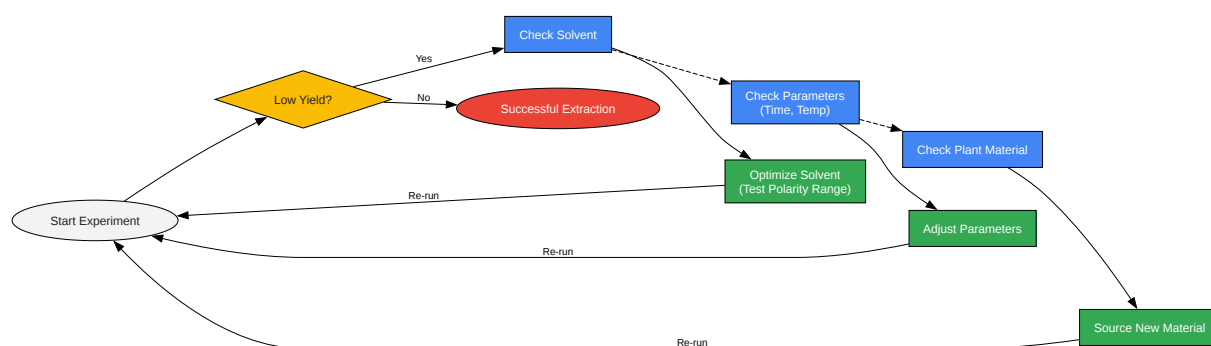 Check Solvent
Yes
Low Yield?
No
Successful Extraction
Check Parameters
(Time, Temp)
Check Plant Material
Optimize Solvent
(Test Polarity Range)
Re-run
Start Experiment
Adjust Parameters
Re-run
Source New Material
Re-run